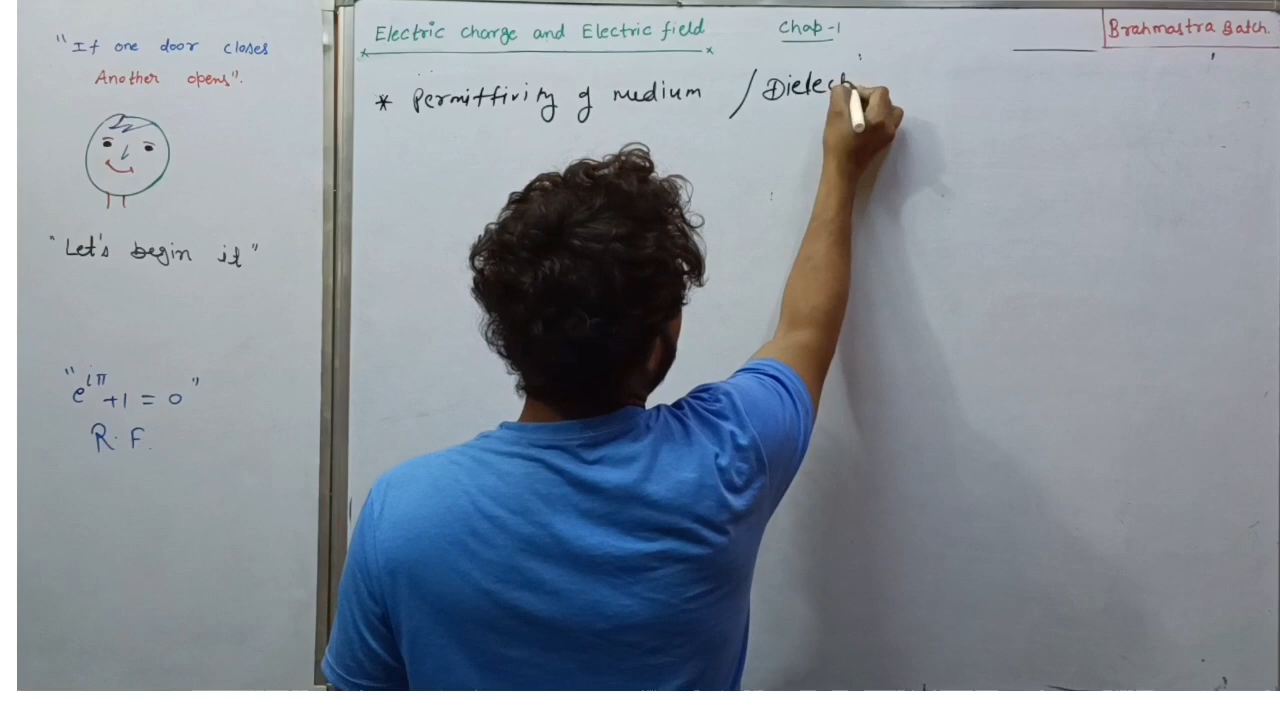 "If one door closes
Another opens".
"Let's begin it"
"e^{iπ} + 1 = 0"
R. F.
Electric charge and Electric field Chap-1
Brahmastra Batch.
* Permittivity of medium / Dielect